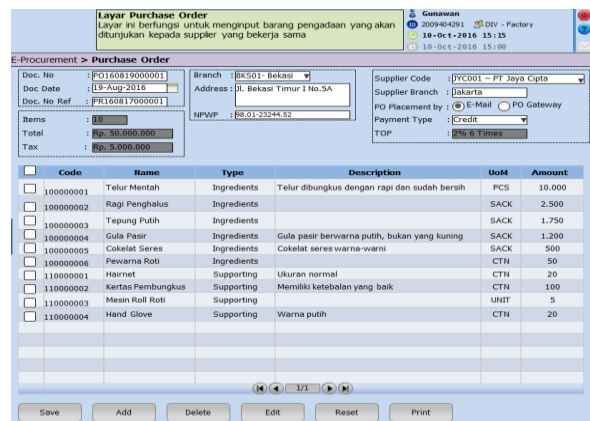 Layar Purchase Order
Layar ini berfungsi untuk menginput barang pengadaan yang akan
ditunjukan kepada supplier yang bekerja sama
Gunawan
ID 2009404291 DIV - Factory
10-Oct-2016 15:15
10-Oct-2016 15:00
E-Procurement > Purchase Order
Doc. No : PO160819000001
Doc Date : 19-Aug-2016
Doc. No Ref : PR160817000001
Items : 10
Total : Rp. 50.000.000
Tax : Rp. 5.000.000
Branch : BKS01- Bekasi
Address : Jl. Bekasi Timur I No.5A
NPWP : 98.01-23244.52
Supplier Code : JYC001 – PT Jaya Cipta
Supplier Branch : Jakarta
PO Placement by : E-Mail PO Gateway
Payment Type : Credit
TOP : 2% 6 Times
Code Name Type Description UoM Amount
100000001 Telur Mentah Ingredients Telur dibungkus dengan rapi dan sudah bersih PCS 10.000
100000002 Ragi Penghalus Ingredients SACK 2.500
100000003 Tepung Putih Ingredients SACK 1.750
100000004 Gula Pasir Ingredients Gula pasir berwarna putih, bukan yang kuning SACK 1.200
100000005 Cokelat Seres Ingredients Cokelat seres warna-warni SACK 500
100000006 Pewarna Roti Ingredients CTN 50
110000001 Hairnet Supporting Ukuran normal CTN 20
110000002 Kertas Pembungkus Supporting Memiliki ketebalan yang baik CTN 100
110000003 Mesin Roll Roti Supporting UNIT 5
110000004 Hand Glove Supporting Warna putih CTN 20
1/1
Save Add Delete Edit Reset Print